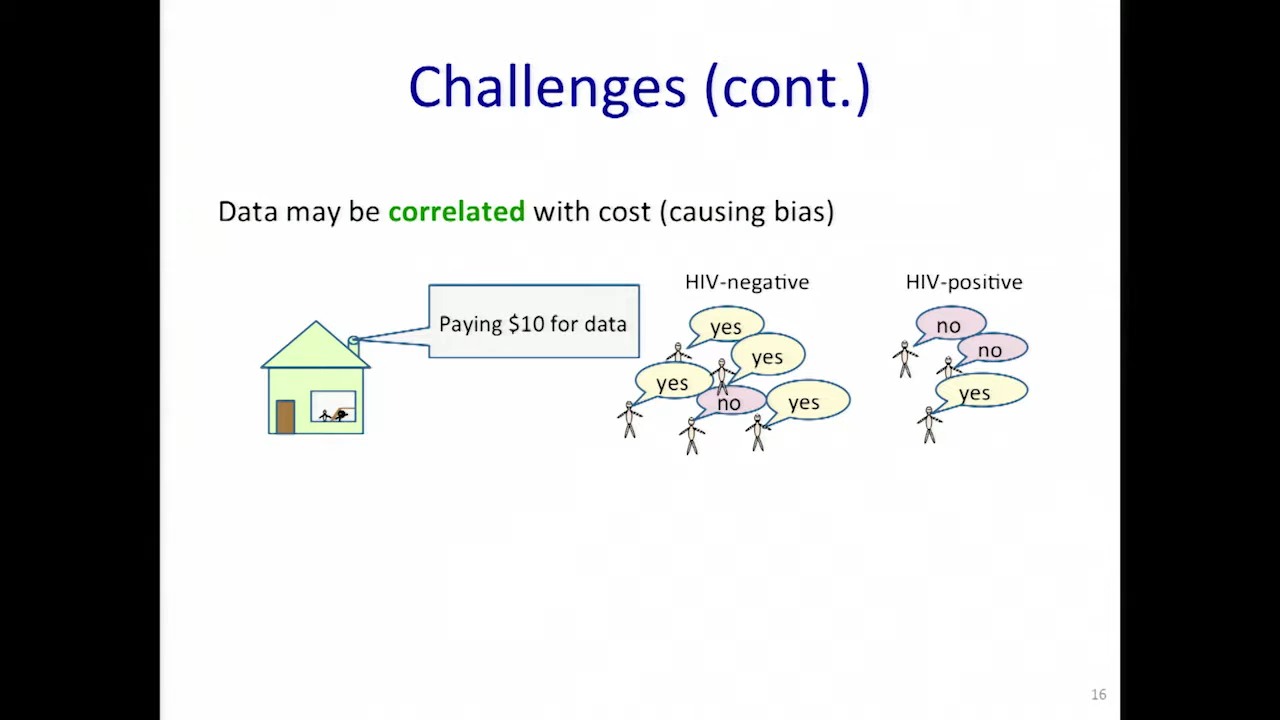 Challenges (cont.)
Data may be correlated with cost (causing bias)
Paying $10 for data
HIV-negative
yes
yes
yes
no
yes
HIV-positive
no
no
yes
16